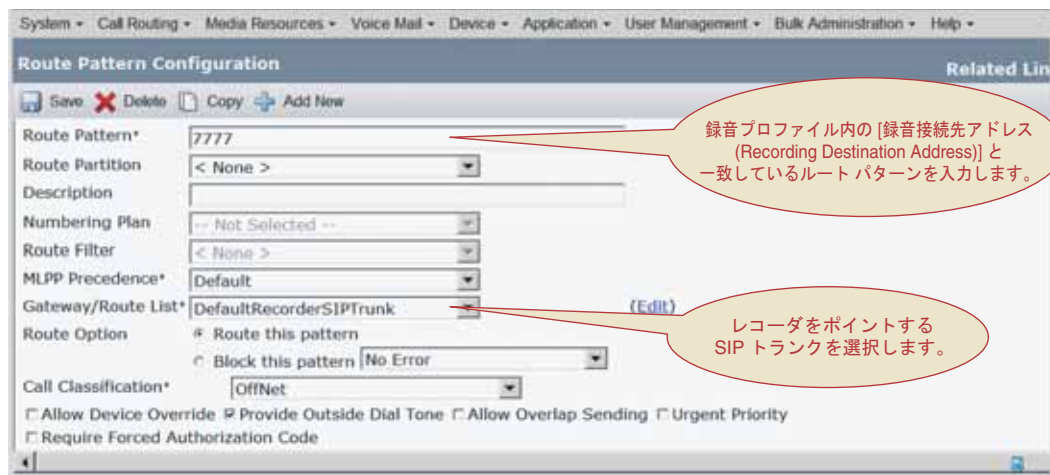 System Call Routing Media Resources Voice Mail Device Application User Management Bulk Administration Help
Route Pattern Configuration
Related Lin
Save Delete Copy Add New
Route Pattern* 7777
Route Partition < None >
Description
Numbering Plan -- Not Selected --
Route Filter < None >
MLPP Precedence* Default
Gateway/Route List* DefaultRecorderSIPTrunk (Edit)
Route Option Route this pattern
Block this pattern No Error
Call Classification* OffNet
Allow Device Override Provide Outside Dial Tone Allow Overlap Sending Urgent Priority
Require Forced Authorization Code
録音プロファイル内の [録音接続先アドレス
(Recording Destination Address)] と
一致しているルート パターンを入力します。
レコーダをポイントする
SIP トランクを選択します。